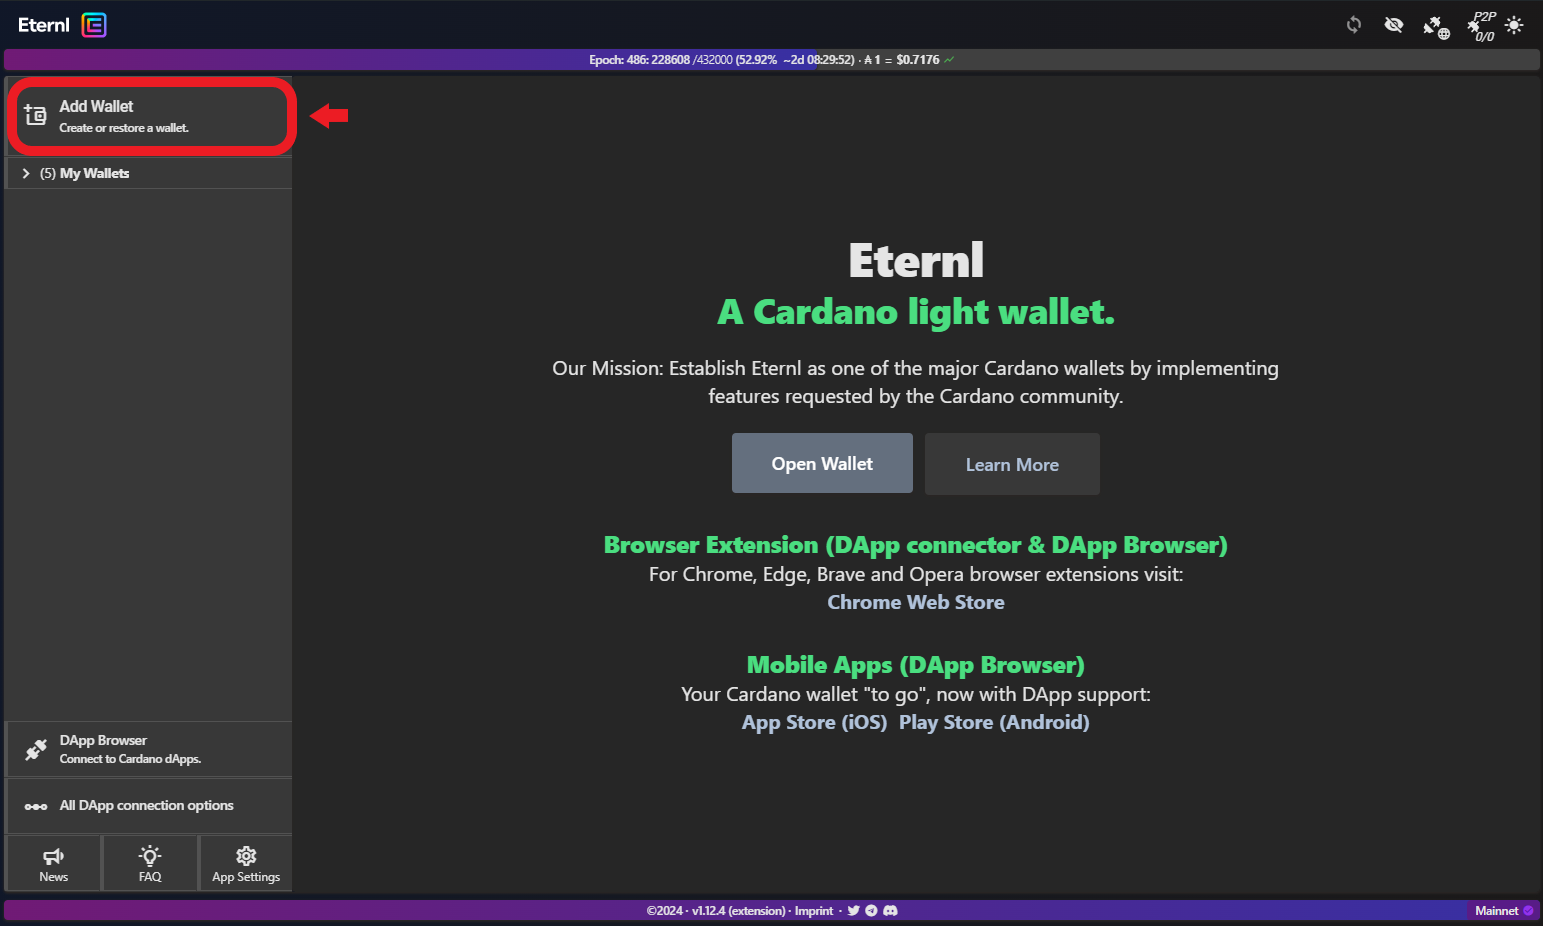 Eternl
P2P
0/0
Epoch: 486: 228608 /432000 (52.92% ~2d 08:29:52) · ₳ 1 = $0.7176
Add Wallet
Create or restore a wallet.
(5) My Wallets
Eternl
A Cardano light wallet.
Our Mission: Establish Eternl as one of the major Cardano wallets by implementing
features requested by the Cardano community.
Open Wallet
Learn More
Browser Extension (DApp connector & DApp Browser)
For Chrome, Edge, Brave and Opera browser extensions visit:
Chrome Web Store
Mobile Apps (DApp Browser)
Your Cardano wallet "to go", now with DApp support:
App Store (iOS) Play Store (Android)
DApp Browser
Connect to Cardano dApps.
All DApp connection options
News
FAQ
App Settings
©2024 · v1.12.4 (extension) · Imprint ·
Mainnet